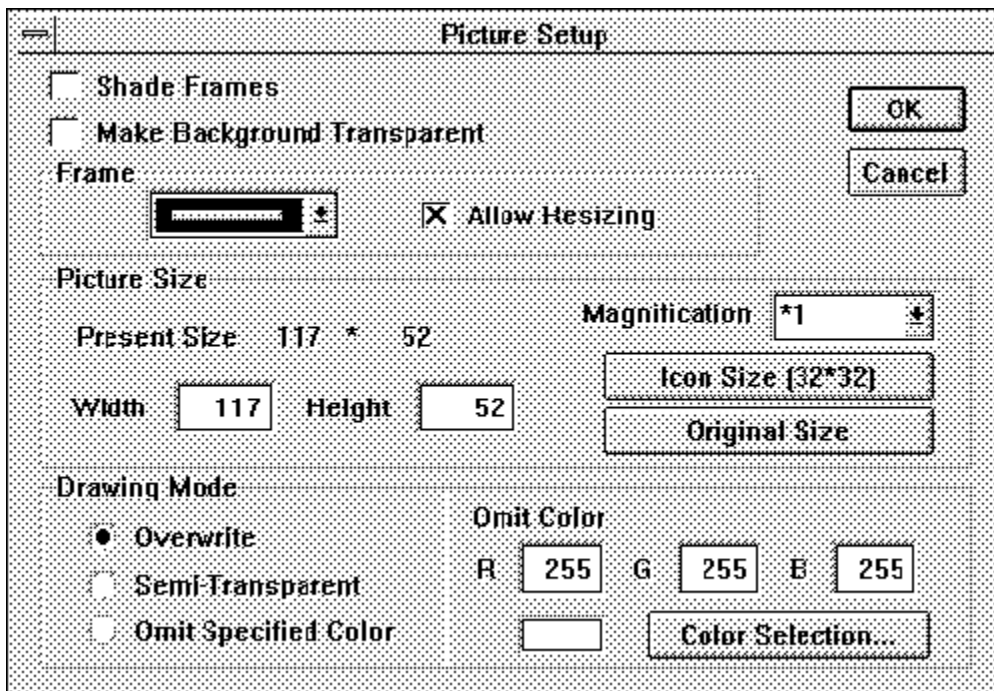 Picture Setup
Shade Frames
OK
Make Background Transparent
Cancel
Frame
Allow Resizing
Picture Size
Magnification *1
Present Size 117 * 52
Icon Size (32*32)
Width 117 Height 52
Original Size
Drawing Mode
Omit Color
Overwrite
R 255 G 255 B 255
Semi-Transparent
Omit Specified Color
Color Selection...